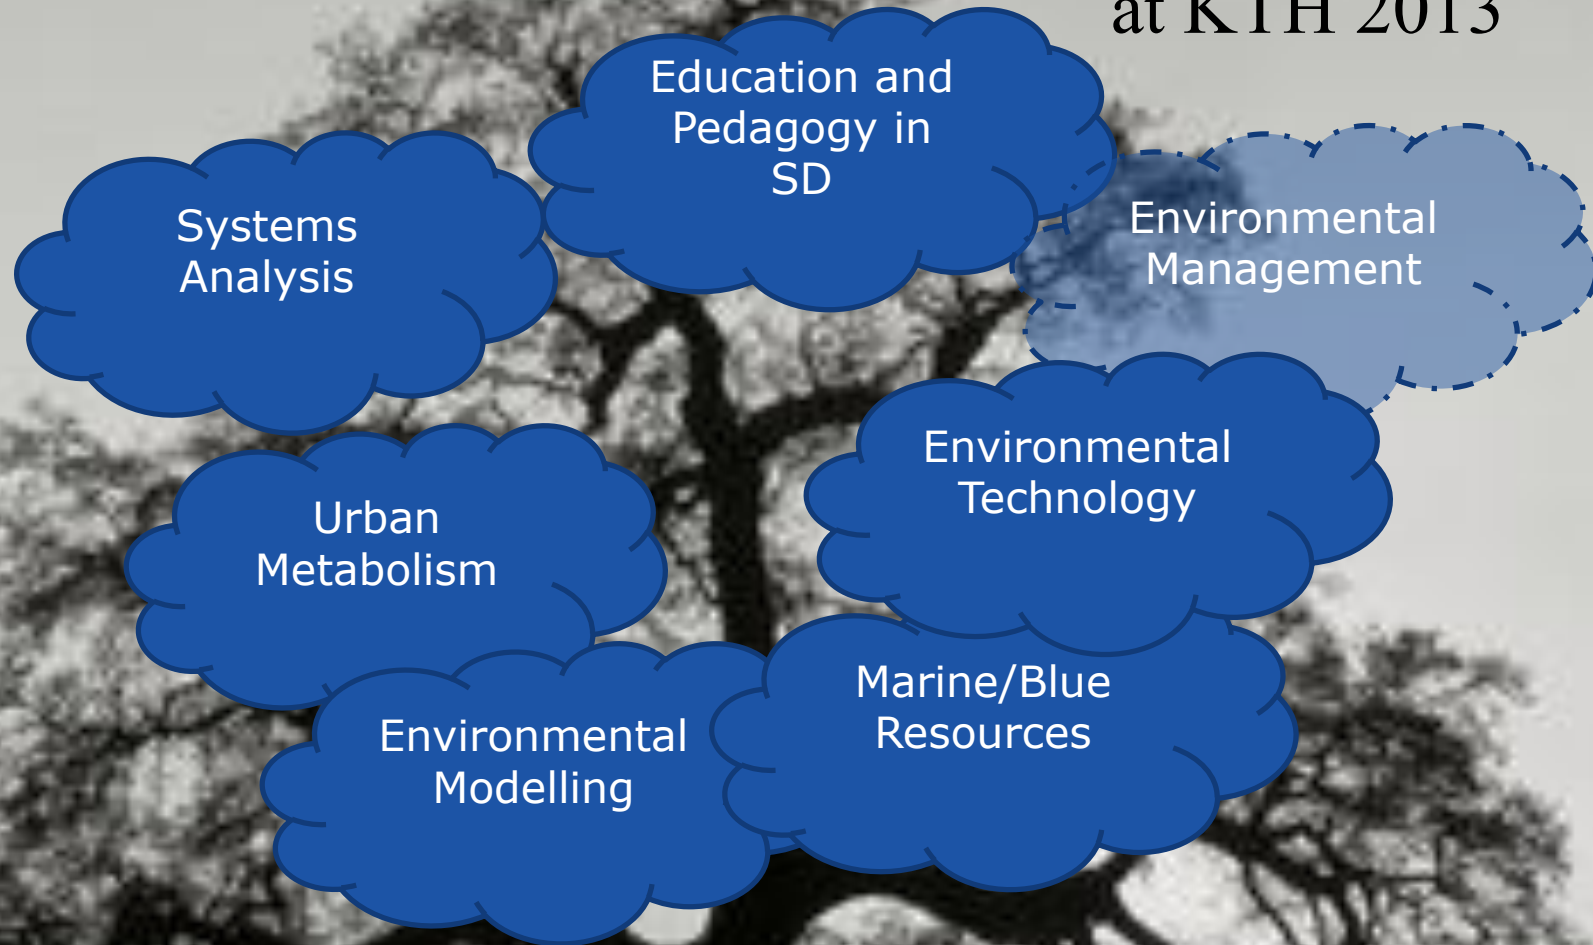 at KTH 2013
Education and
Pedagogy in
SD
Systems
Analysis
Environmental
Management
Environmental
Technology
Urban
Metabolism
Marine/Blue
Resources
Environmental
Modelling